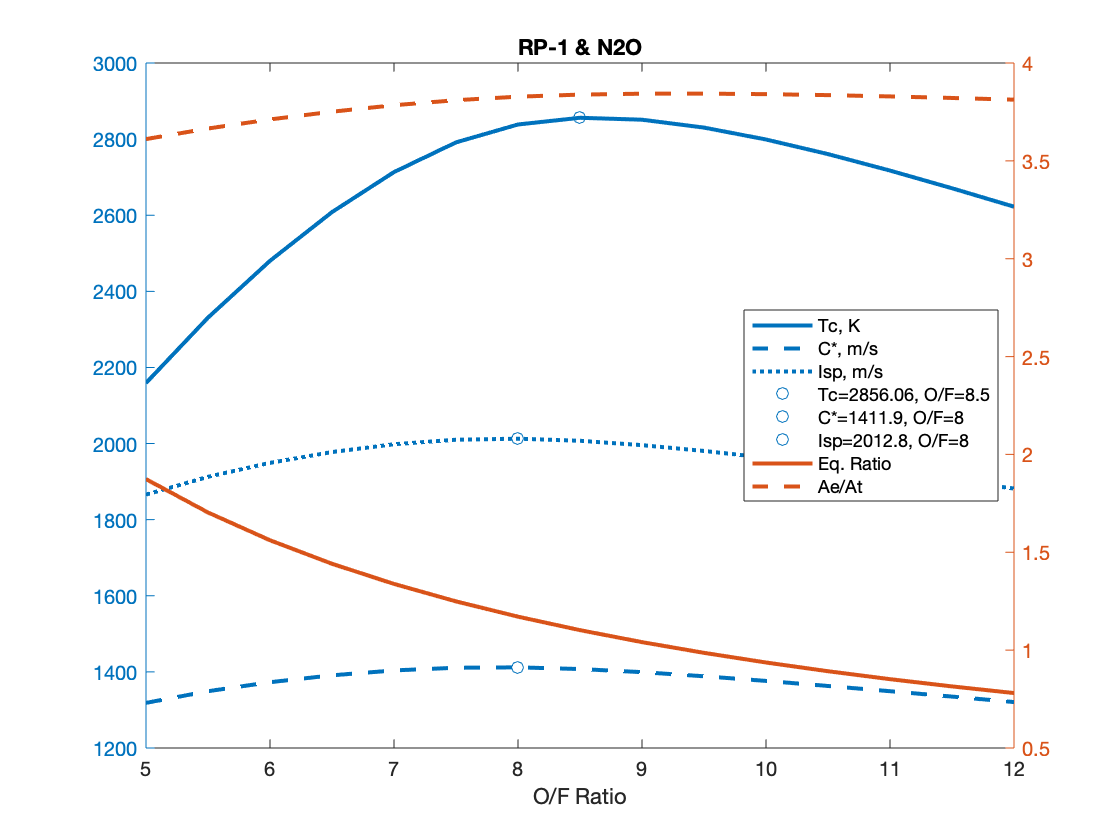 RP-1 & N2O
3000
2800
2600
2400
2200
2000
1800
1600
1400
1200
4
3.5
3
2.5
2
1.5
1
0.5
Tc, K
C*, m/s
Isp, m/s
Tc=2856.06, O/F=8.5
C*=1411.9, O/F=8
Isp=2012.8, O/F=8
Eq. Ratio
Ae/At
5 6 7 8 9 10 11 12
O/F Ratio